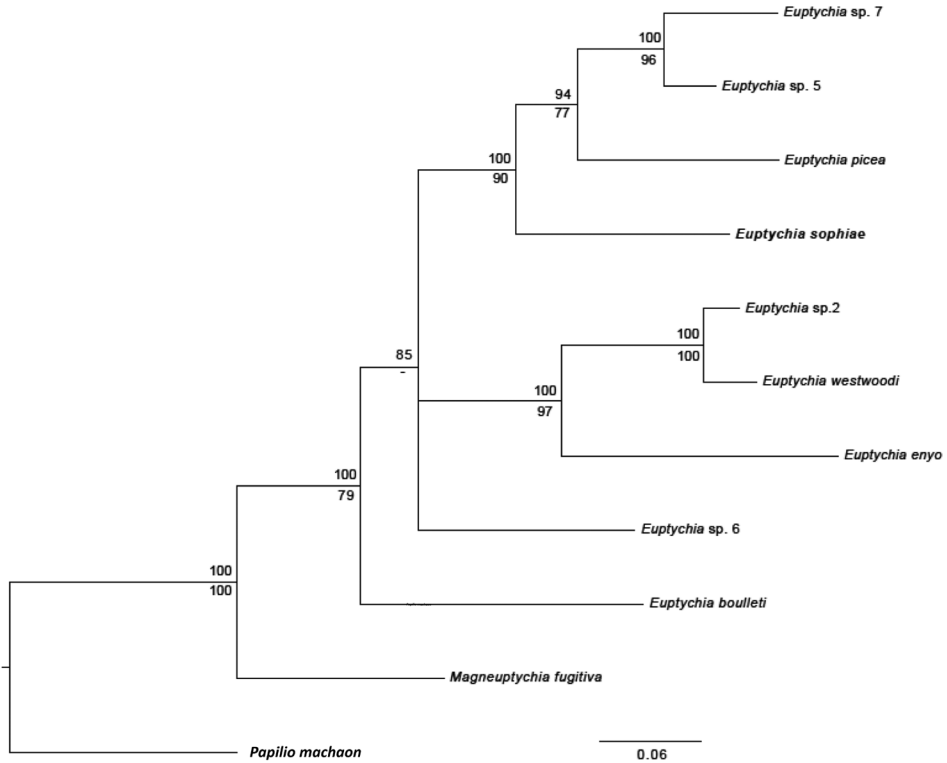 Euptychia sp. 7
100
96
Euptychia sp. 5
94
77
Euptychia picea
100
90
Euptychia sophiae
Euptychia sp.2
100
100
Euptychia westwoodi
85
-
100
97
Euptychia enyo
100
79
Euptychia sp. 6
100
100
Euptychia boulleti
Magneuptychia fugitiva
Papilio machaon
0.06